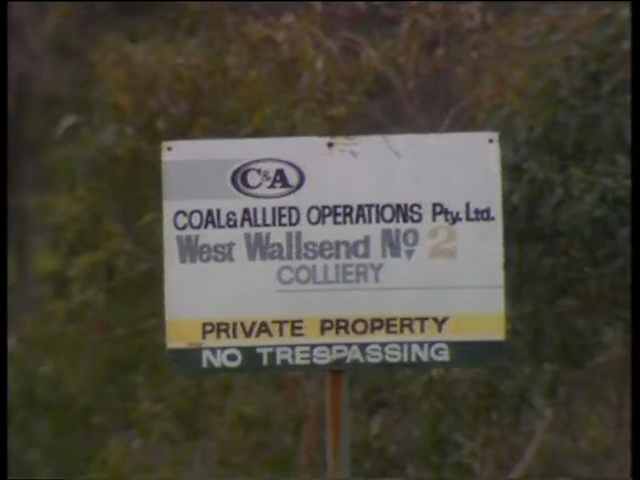 C&A
COAL & ALLIED OPERATIONS Pty. Ltd.
West Wallsend No 2
COLLIERY
PRIVATE PROPERTY
NO TRESPASSING